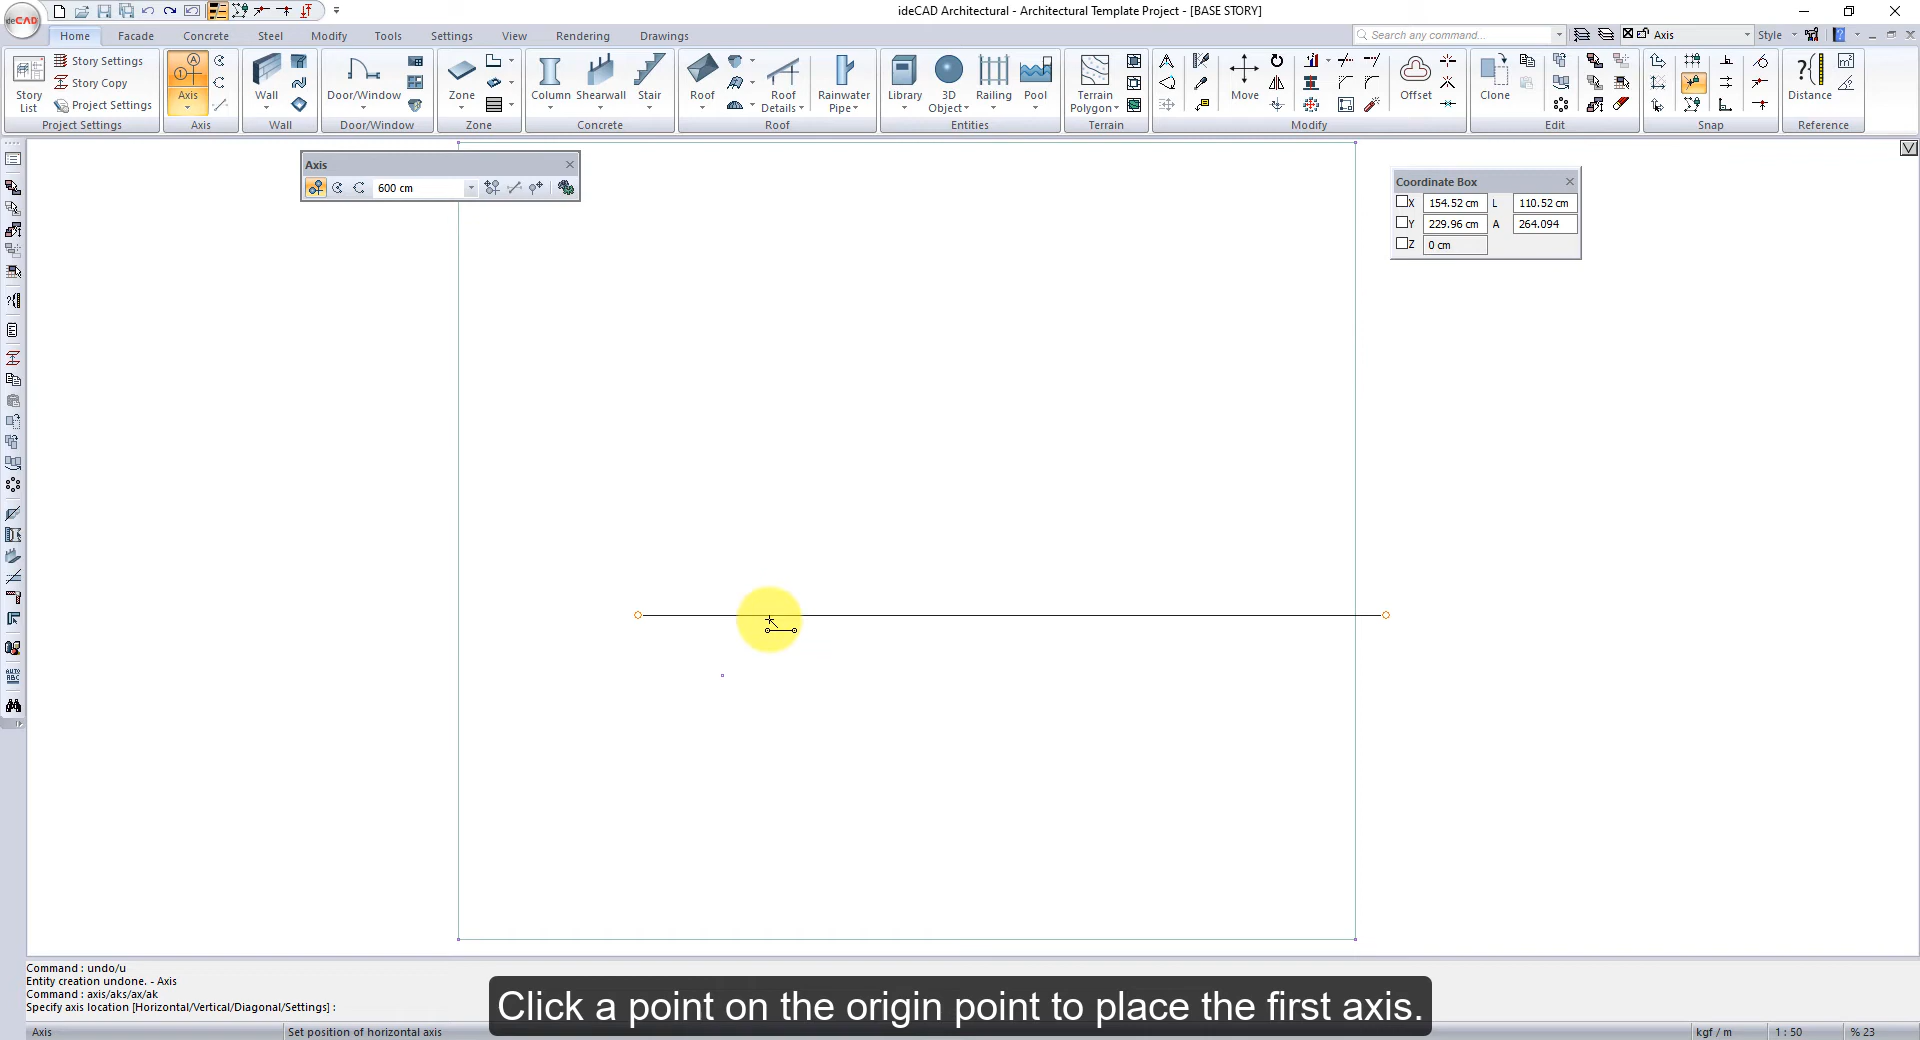 ideCAD
ideCAD Architectural - Architectural Template Project - [BASE STORY]
Home Facade Concrete Steel Modify Tools Settings View Rendering Drawings
Search any command...
Axis
Style
Story List
Story Settings
Story Copy
Project Settings
Axis
Wall
Door/Window
Zone
Column
Shearwall
Stair
Roof
Roof Details
Rainwater Pipe
Library
3D Object
Railing
Pool
Terrain Polygon
Move
Offset
Clone
Distance
Project Settings Axis Wall Door/Window Zone Concrete Roof Entities Terrain Modify Edit Snap Reference
Axis
600 cm
Coordinate Box
X 154.52 cm L 110.52 cm
Y 229.96 cm A 264.094
Z 0 cm
AUTO
ABC
Command : undo/u
Entity creation undone. - Axis
Command : axis/aks/ax/ak
Specify axis location [Horizontal/Vertical/Diagonal/Settings] :
Click a point on the origin point to place the first axis.
Axis Set position of horizontal axis kgf / m 1 : 50 % 23